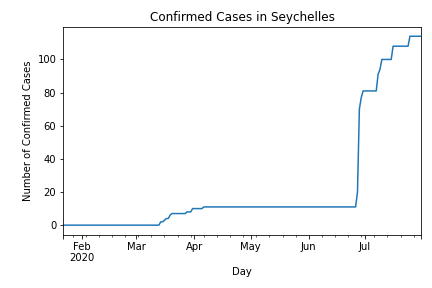 Confirmed Cases in Seychelles
Number of Confirmed Cases
100
80
60
40
20
0
Feb Mar Apr May Jun Jul
2020
Day